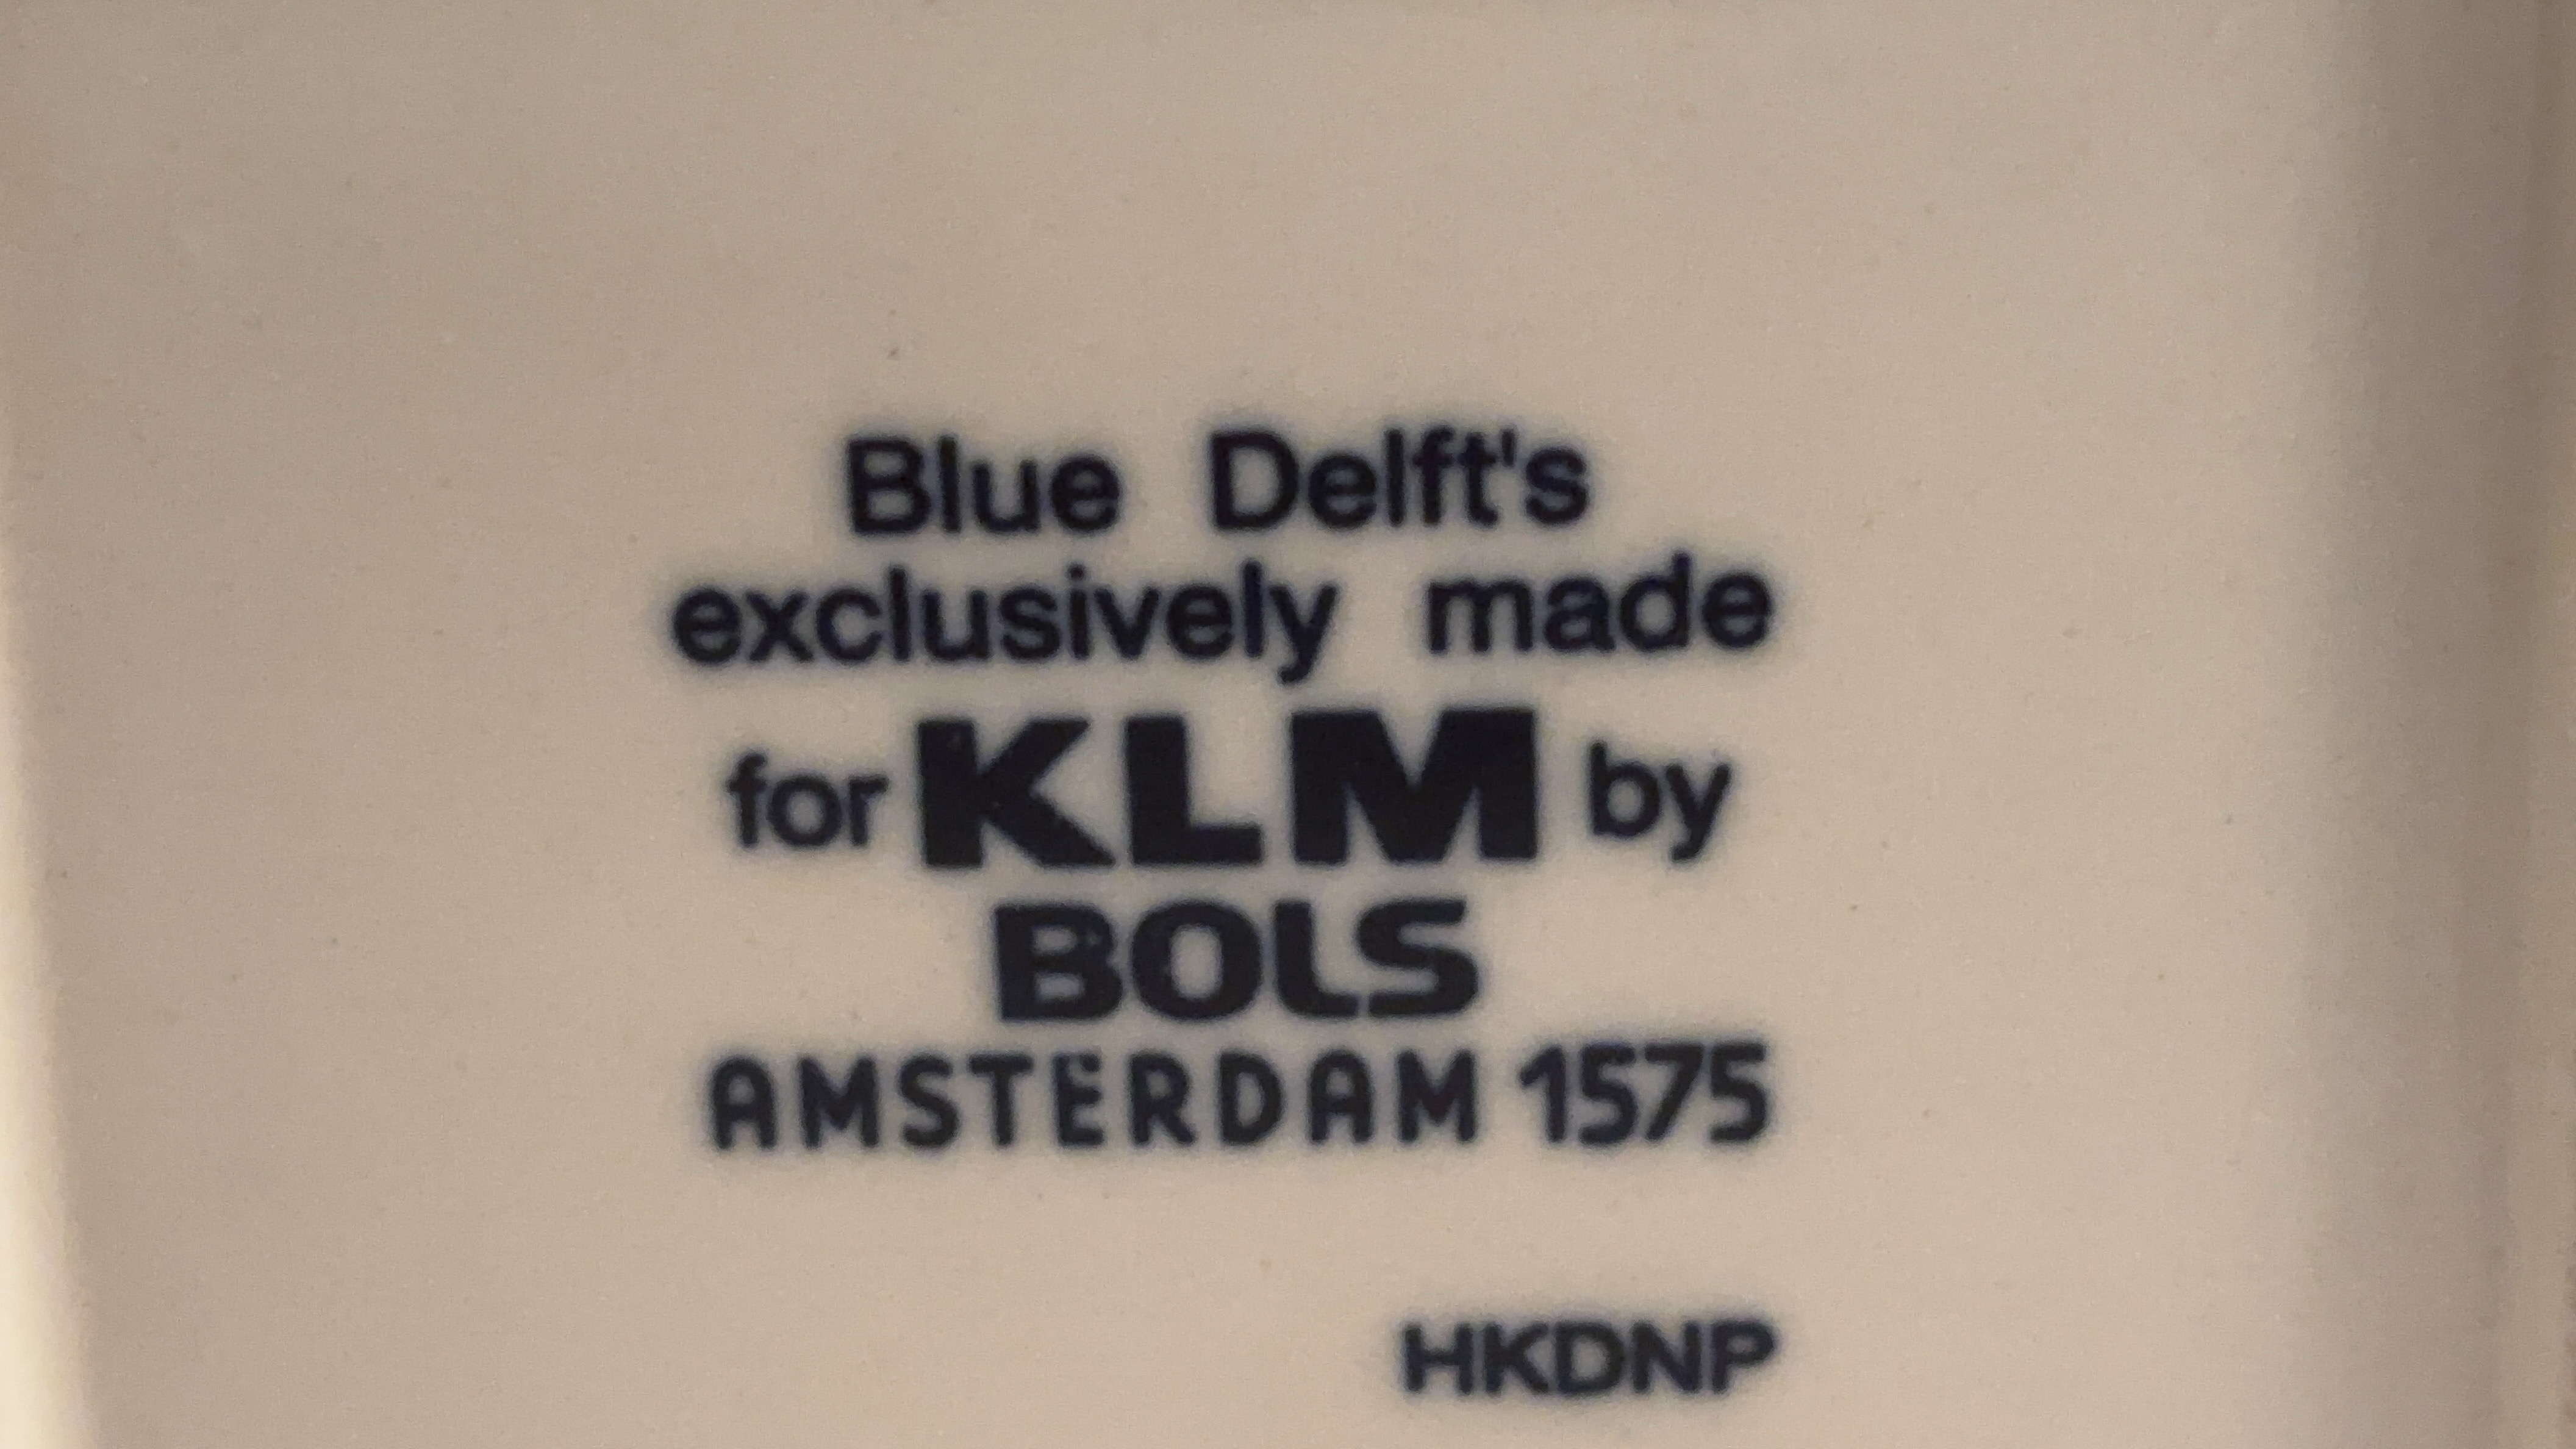 Blue Delft's
exclusively made
for KLM by
BOLS
AMSTERDAM 1575
HKDNP